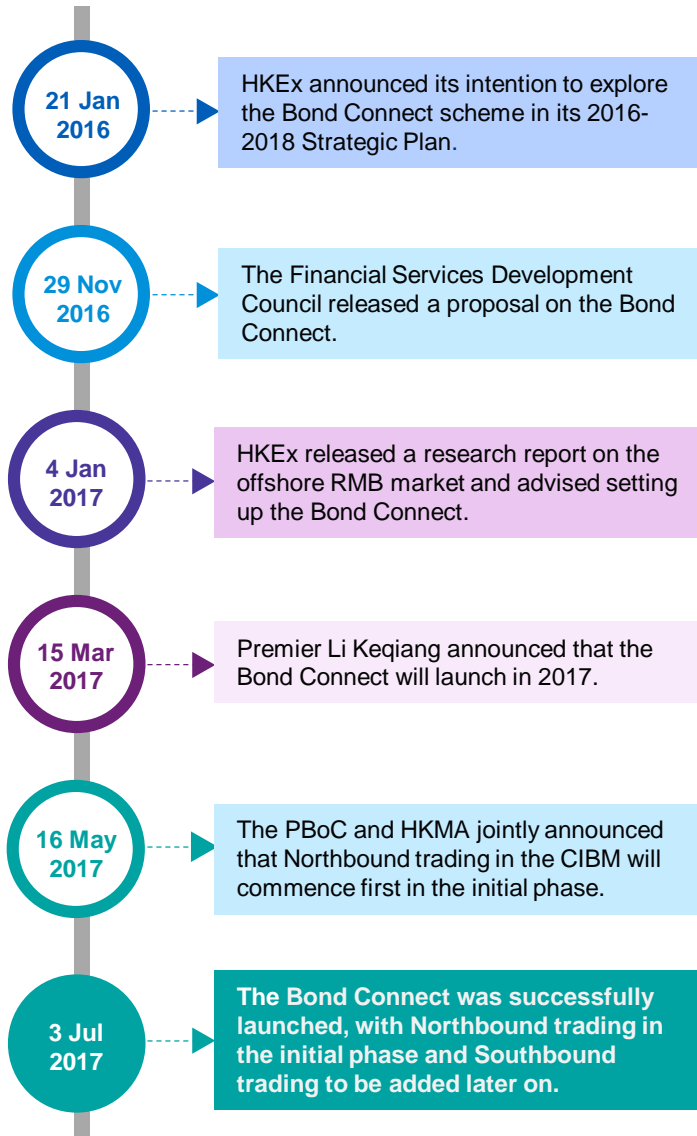 21 Jan
2016
HKEx announced its intention to explore
the Bond Connect scheme in its 2016-
2018 Strategic Plan.
29 Nov
2016
The Financial Services Development
Council released a proposal on the Bond
Connect.
4 Jan
2017
HKEx released a research report on the
offshore RMB market and advised setting
up the Bond Connect.
15 Mar
2017
Premier Li Keqiang announced that the
Bond Connect will launch in 2017.
16 May
2017
The PBoC and HKMA jointly announced
that Northbound trading in the CIBM will
commence first in the initial phase.
3 Jul
2017
The Bond Connect was successfully
launched, with Northbound trading in
the initial phase and Southbound
trading to be added later on.